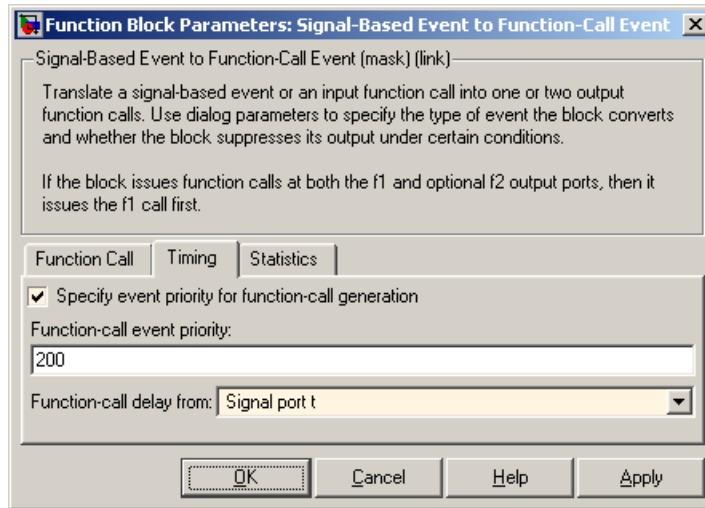 Function Block Parameters: Signal-Based Event to Function-Call Event
Signal-Based Event to Function-Call Event (mask) (link)
Translate a signal-based event or an input function call into one or two output
function calls. Use dialog parameters to specify the type of event the block converts
and whether the block suppresses its output under certain conditions.
If the block issues function calls at both the f1 and optional f2 output ports, then it
issues the f1 call first.
Function Call Timing Statistics
Specify event priority for function-call generation
Function-call event priority:
200
Function-call delay from: Signal port t
OK Cancel Help Apply